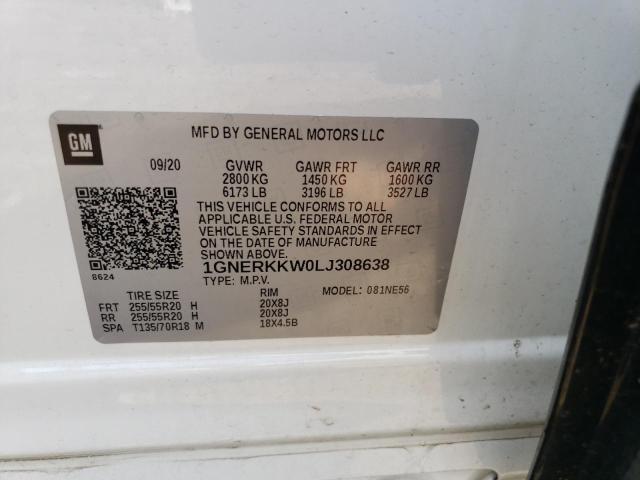 GM
MFD BY GENERAL MOTORS LLC
09/20 GVWR GAWR FRT GAWR RR
2800 KG 1450 KG 1600 KG
6173 LB 3196 LB 3527 LB
THIS VEHICLE CONFORMS TO ALL
APPLICABLE U.S. FEDERAL MOTOR
VEHICLE SAFETY STANDARDS IN EFFECT
ON THE DATE OF MANUFACTURE
SHOWN ABOVE.
8624
1GNERKKW0LJ308638
TYPE: M.P.V. MODEL: 081NE56
TIRE SIZE RIM
FRT 255/55R20 H 20X8J
RR 255/55R20 H 20X8J
SPA T135/70R18 M 18X4.5B